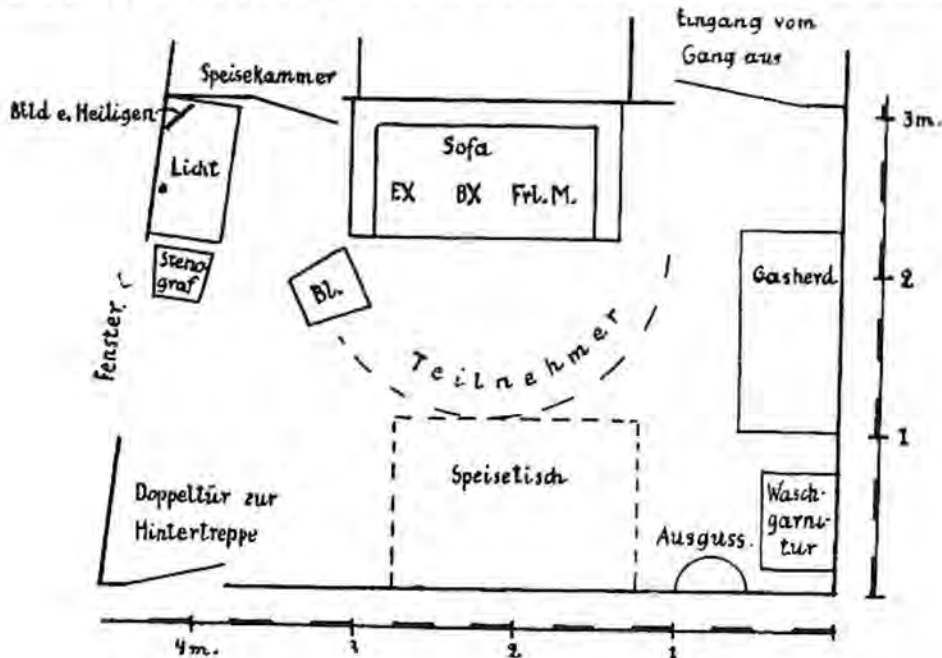 Eingang vom
Gang aus
Speisekammer
Bild e. Heiligen
3m.
Sofa
Licht
EX BX Frl. M.
Steno-
graf
Gasherd
2
Bl.
Fenster
Teilnehmer
1
Speisetisch
Wasch-
garni-
tur
Doppeltür zur
Hintertreppe
Ausguss.
4m. 3 2 1